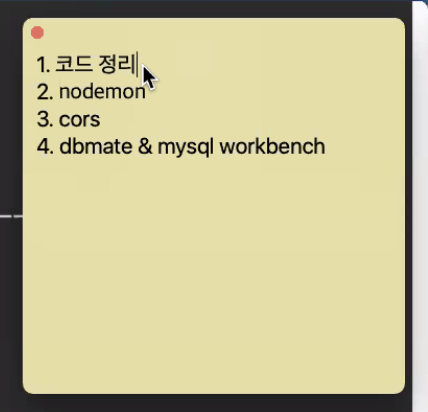 1. 코드 정리
2. nodemon
3. cors
4. dbmate & mysql workbench